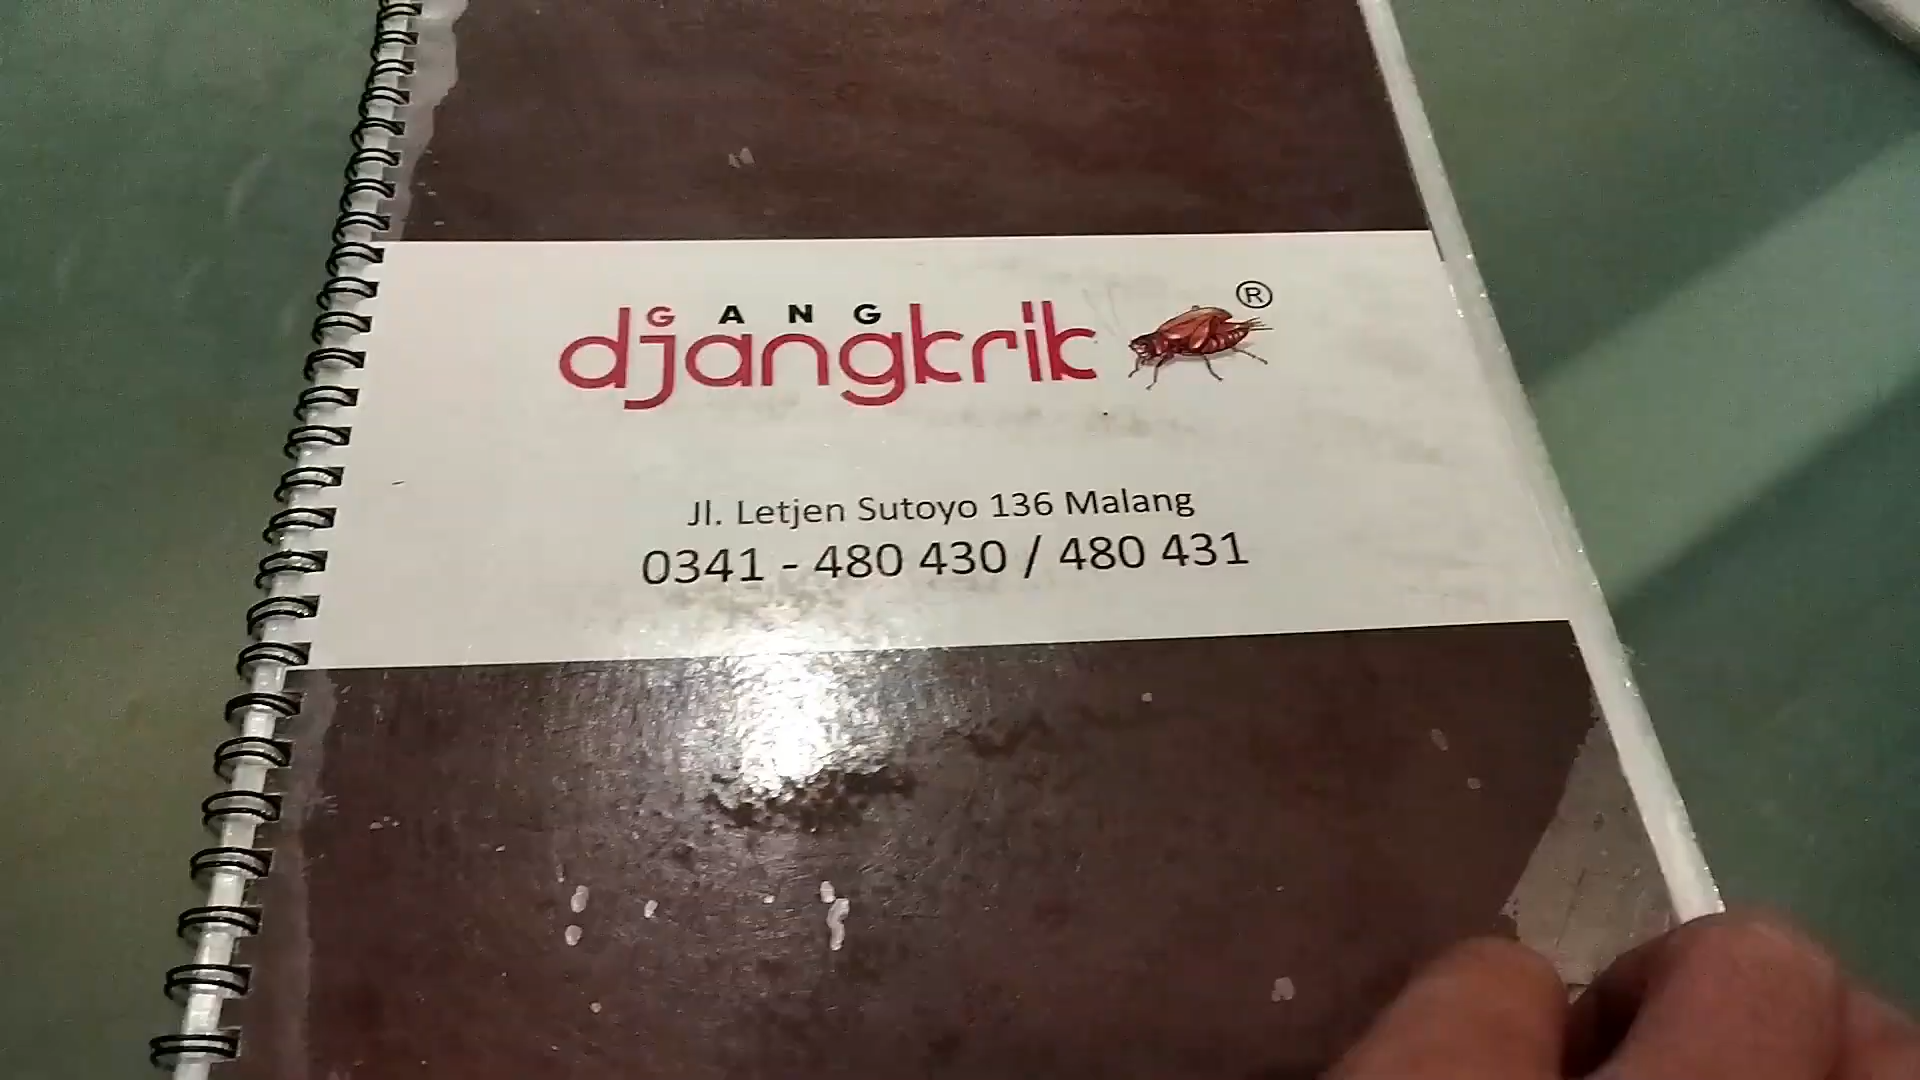 GANG
djangkrik ®
Jl. Letjen Sutoyo 136 Malang
0341 - 480 430 / 480 431